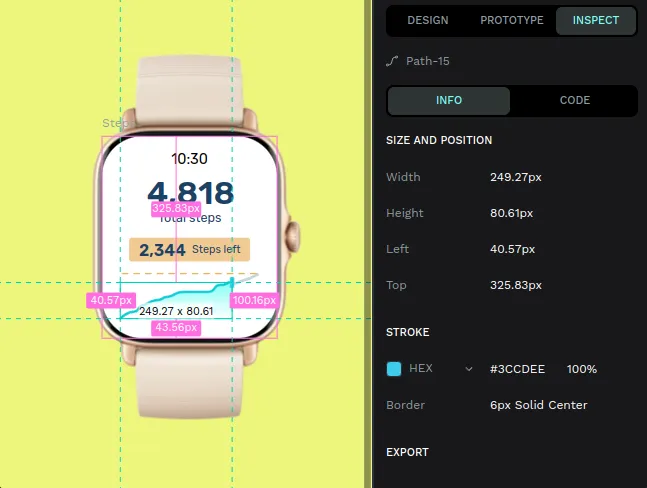 DESIGN
PROTOTYPE
INSPECT
Path-15
INFO
CODE
SIZE AND POSITION
Width 249.27px
Height 80.61px
Left 40.57px
Top 325.83px
STROKE
HEX #3CCDEE 100%
Border 6px Solid Center
EXPORT
Step
10:30
4,818
325.83px
Total steps
2,344 Steps left
40.57px
100.16px
249.27 x 80.61
43.56px